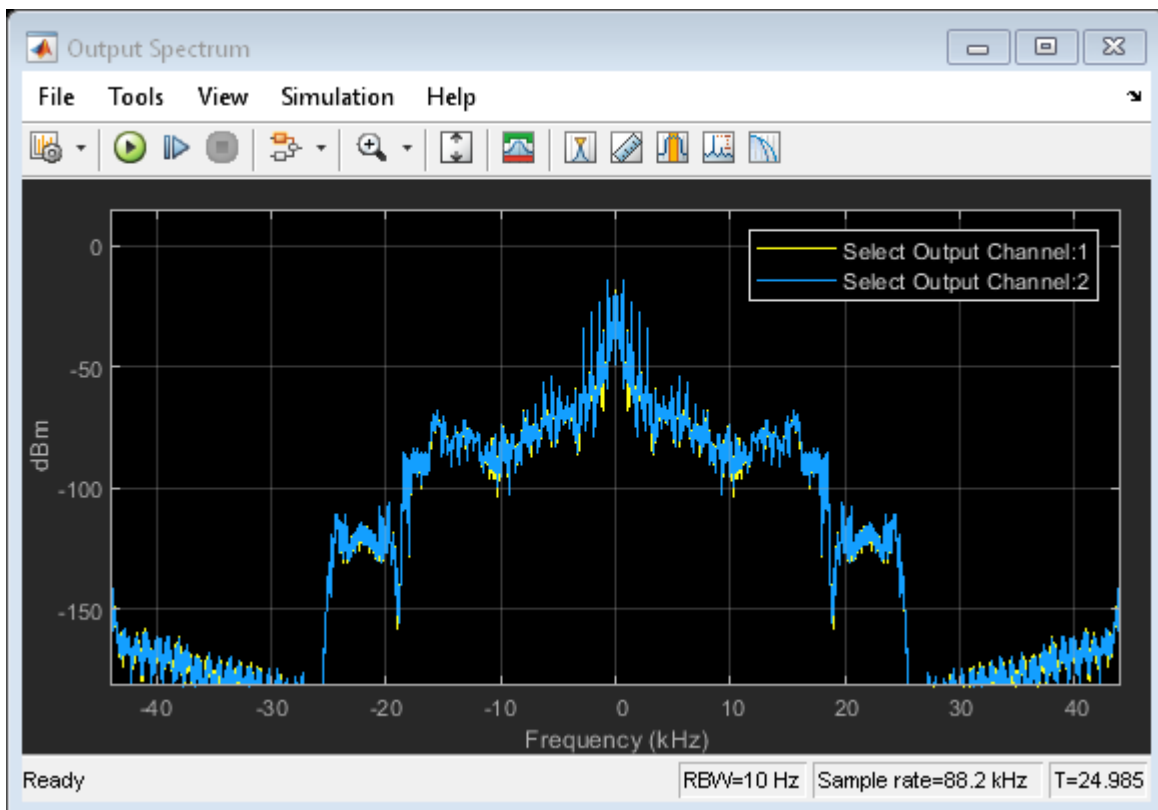 Output Spectrum
File Tools View Simulation Help
Select Output Channel:1
Select Output Channel:2
0
-50
-100
-150
dBm
-40 -30 -20 -10 0 10 20 30 40
Frequency (kHz)
Ready RBW=10 Hz Sample rate=88.2 kHz T=24.985